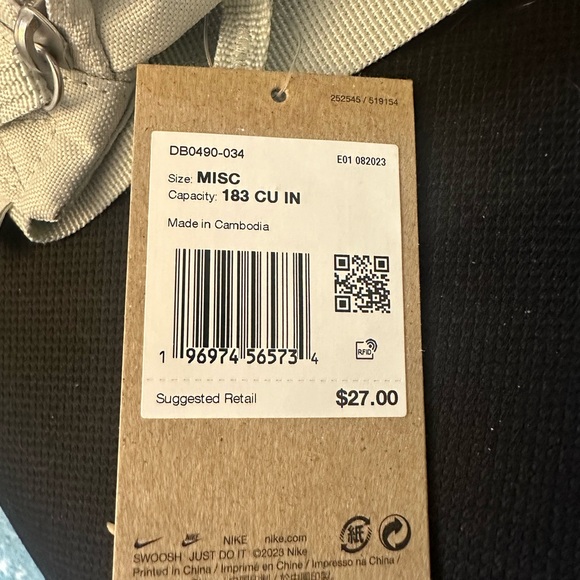 252545 / 519154
DB0490-034
E01 082023
Size: MISC
Capacity: 183 CU IN
Made in Cambodia
1 96974 56573 4
RFID
Suggested Retail $27.00
NIKE nike.com
SWOOSH JUST DO IT ©2023 Nike
Printed in China / Imprimé en Chine / Impresso na China /